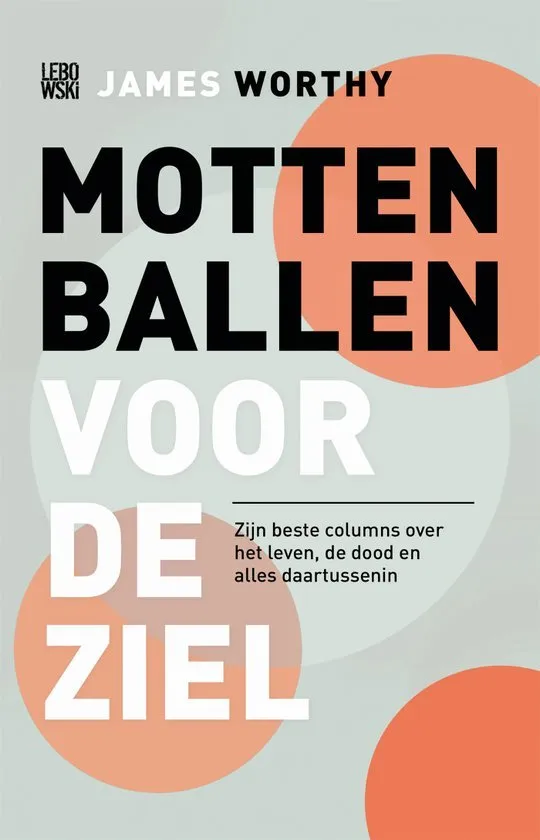 LEBO
WSKI
JAMES WORTHY
MOTTEN
BALLEN
VOOR
DE
ZIEL
Zijn beste columns over
het leven, de dood en
alles daartussenin